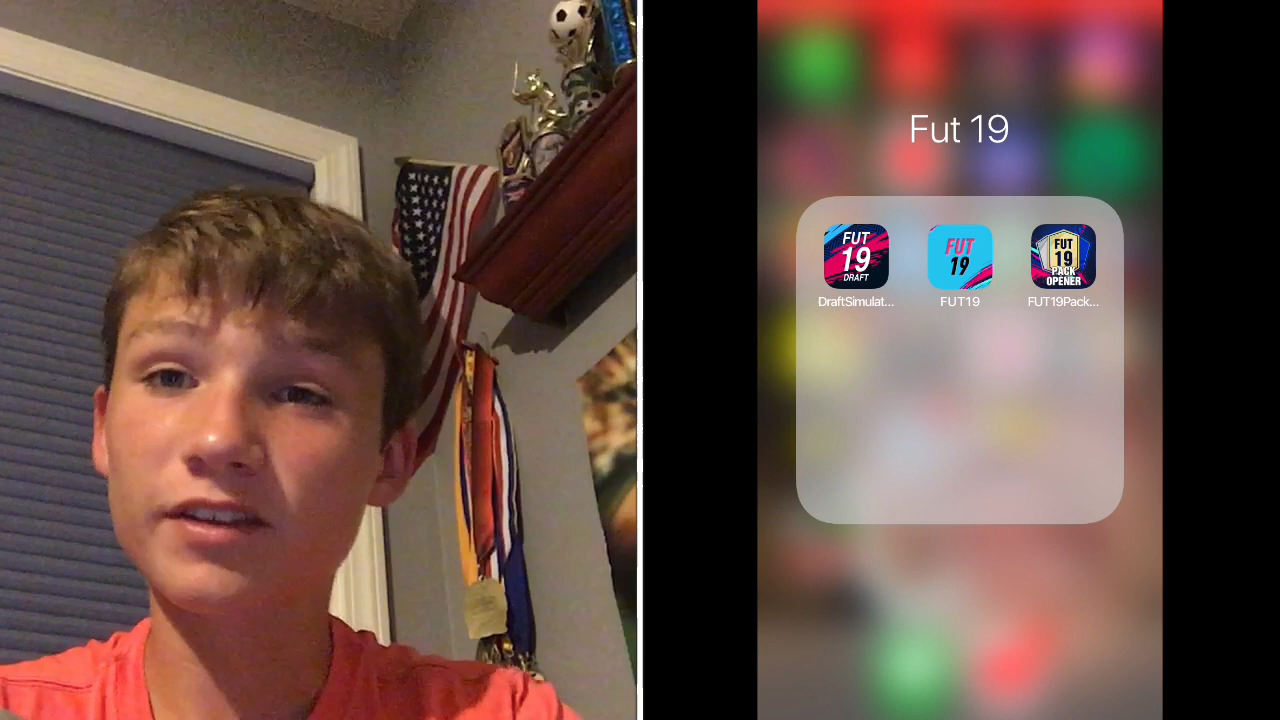 Fut 19
FUT
19
DRAFT
FUT
19
FUT
19
PACK
OPENER
DraftSimulat...
FUT19
FUT19Pack...